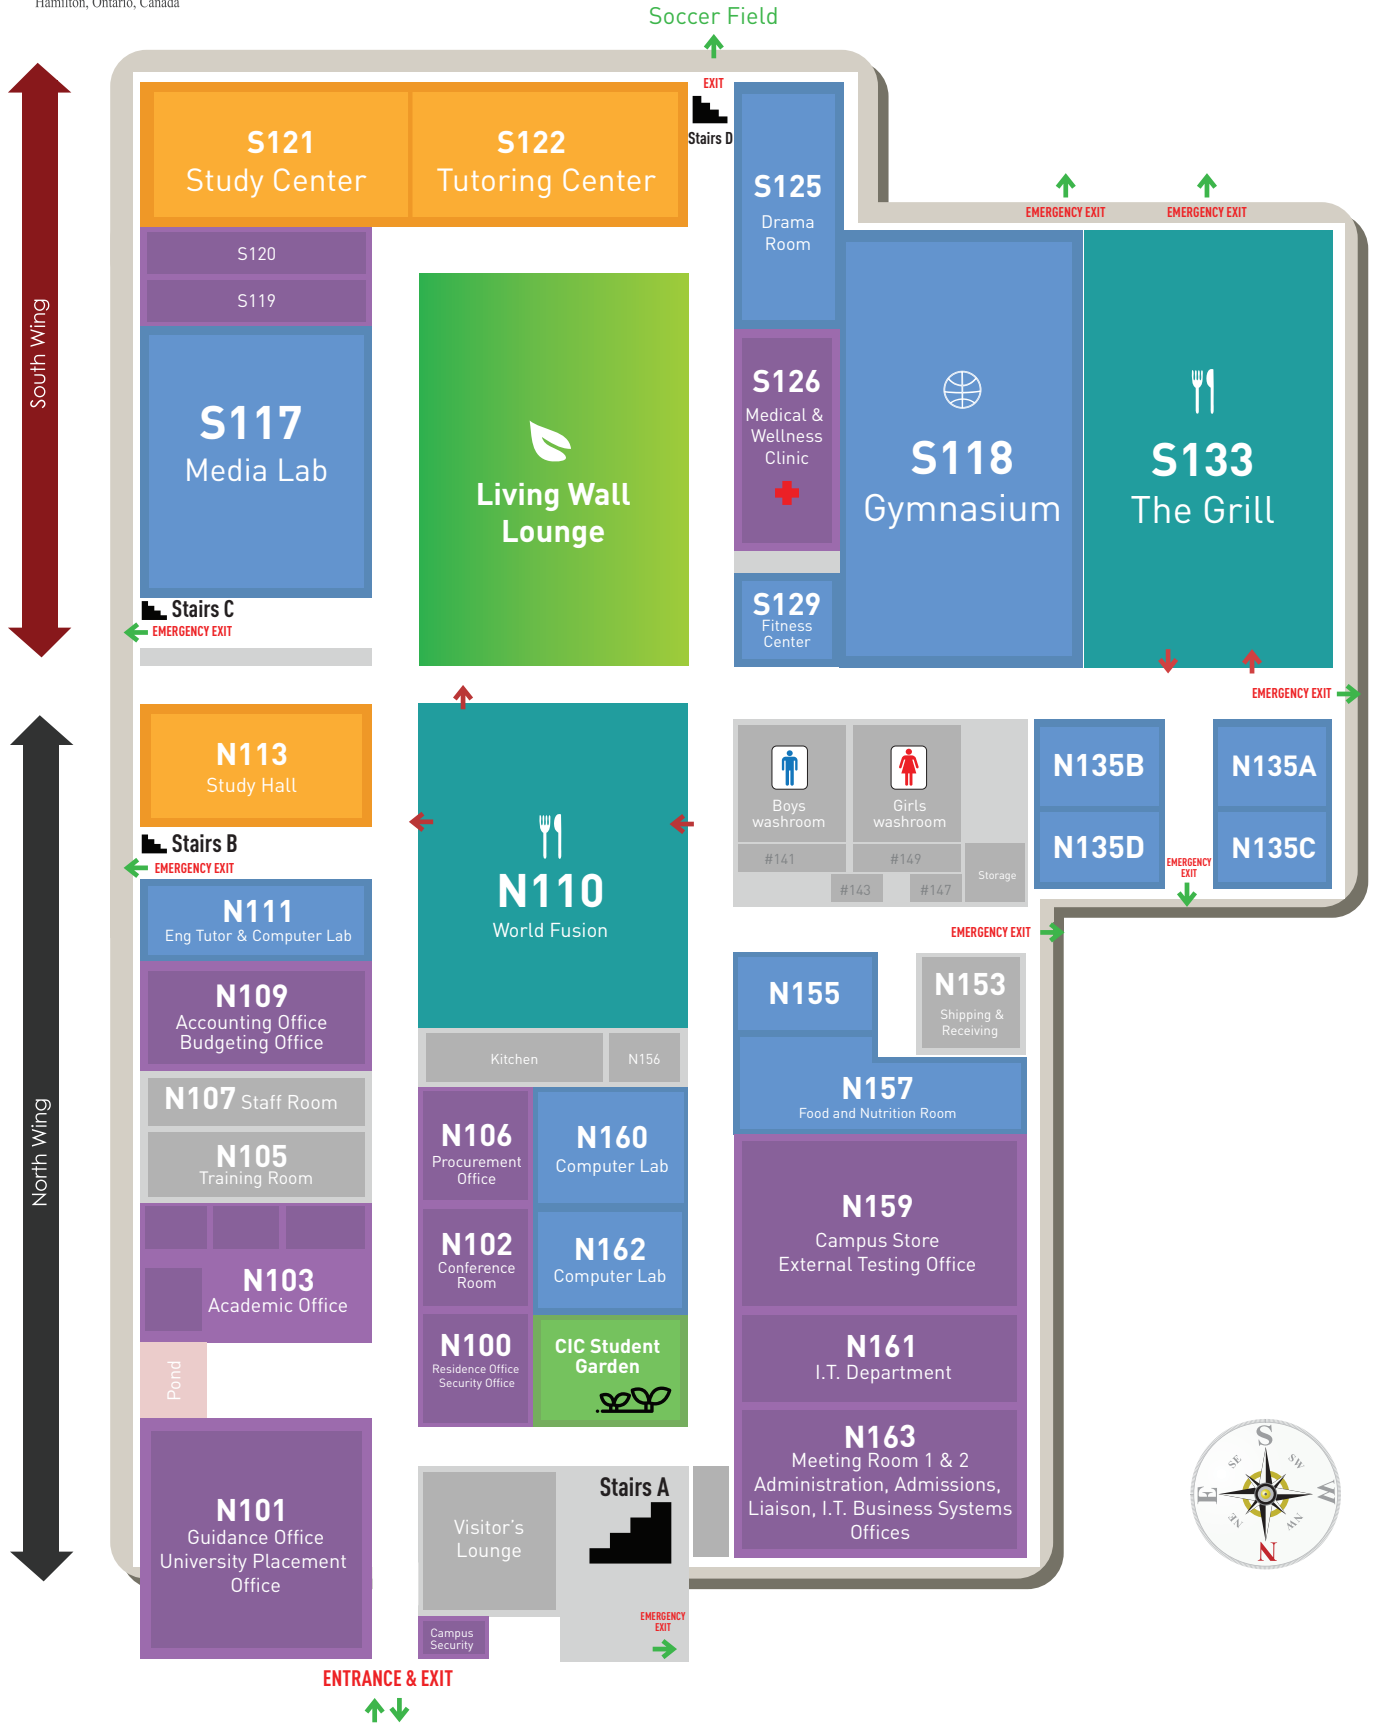 Hamilton, Ontario, Canada
Soccer Field
EXIT
Stairs D
S121
Study Center
S122
Tutoring Center
S125
Drama
Room
EMERGENCY EXIT
EMERGENCY EXIT
S120
S119
South Wing
S117
Media Lab
Living Wall
Lounge
S126
Medical &
Wellness
Clinic
S118
Gymnasium
S133
The Grill
S129
Fitness
Center
Stairs C
EMERGENCY EXIT
EMERGENCY EXIT
N113
Study Hall
Stairs B
EMERGENCY EXIT
N110
World Fusion
Boys
washroom
Girls
washroom
#141
#149
#143
#147
Storage
N135B
N135A
N135D
N135C
EMERGENCY
EXIT
EMERGENCY EXIT
N111
Eng Tutor & Computer Lab
N109
Accounting Office
Budgeting Office
N155
N153
Shipping &
Receiving
Kitchen
N156
North Wing
N107 Staff Room
N105
Training Room
N106
Procurement
Office
N160
Computer Lab
N157
Food and Nutrition Room
N159
Campus Store
External Testing Office
N102
Conference
Room
N162
Computer Lab
N103
Academic Office
Pond
N100
Residence Office
Security Office
CIC Student
Garden
N161
I.T. Department
N163
Meeting Room 1 & 2
Administration, Admissions,
Liaison, I.T. Business Systems
Offices
N101
Guidance Office
University Placement
Office
Visitor's
Lounge
Stairs A
Campus
Security
EMERGENCY
EXIT
ENTRANCE & EXIT
S
SE
SW
E
W
NE
NW
N